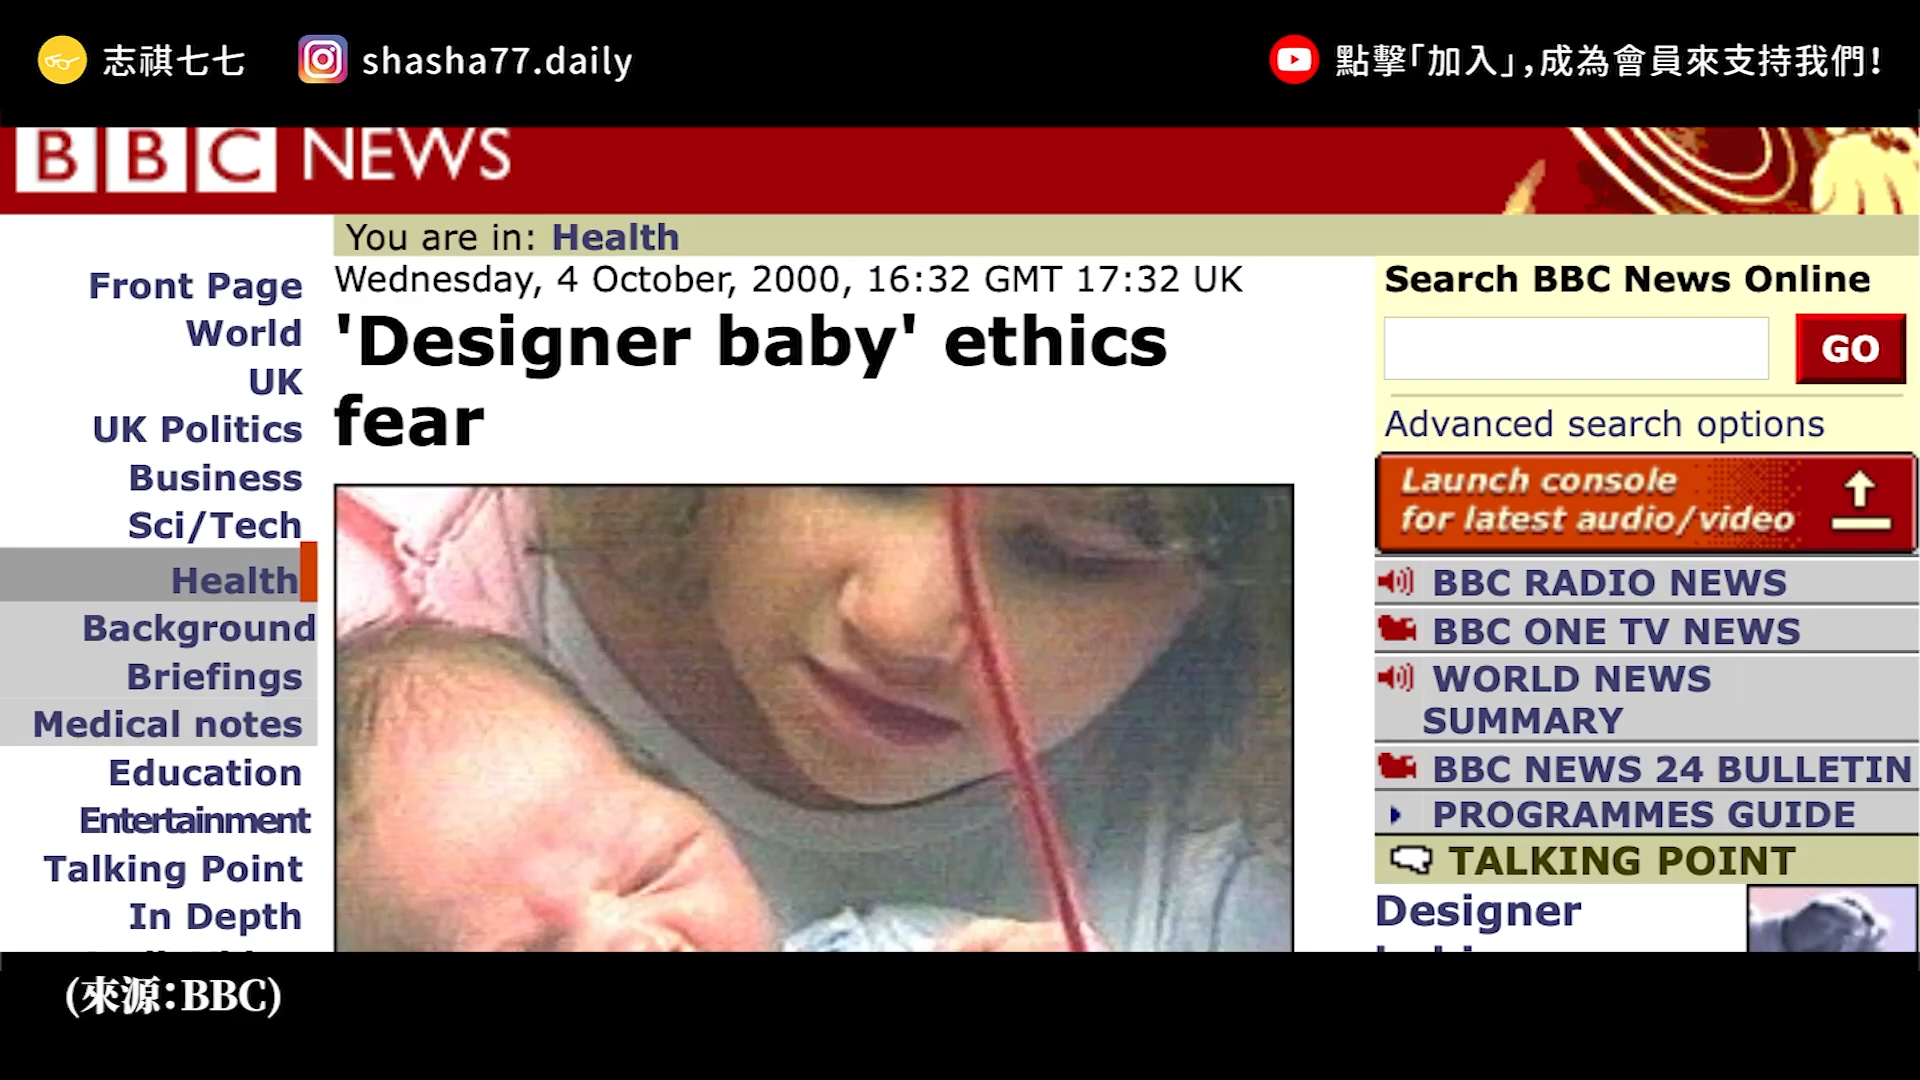 志祺七七
shasha77.daily
點擊「加入」，成為會員來支持我們！
BBC NEWS
You are in: Health
Front Page
World
UK
UK Politics
Business
Sci/Tech
Health
Background
Briefings
Medical notes
Education
Entertainment
Talking Point
In Depth
Wednesday, 4 October, 2000, 16:32 GMT 17:32 UK
'Designer baby' ethics
fear
Search BBC News Online
GO
Advanced search options
Launch console
for latest audio/video
BBC RADIO NEWS
BBC ONE TV NEWS
WORLD NEWS
SUMMARY
BBC NEWS 24 BULLETIN
PROGRAMMES GUIDE
TALKING POINT
Designer
(來源：BBC)